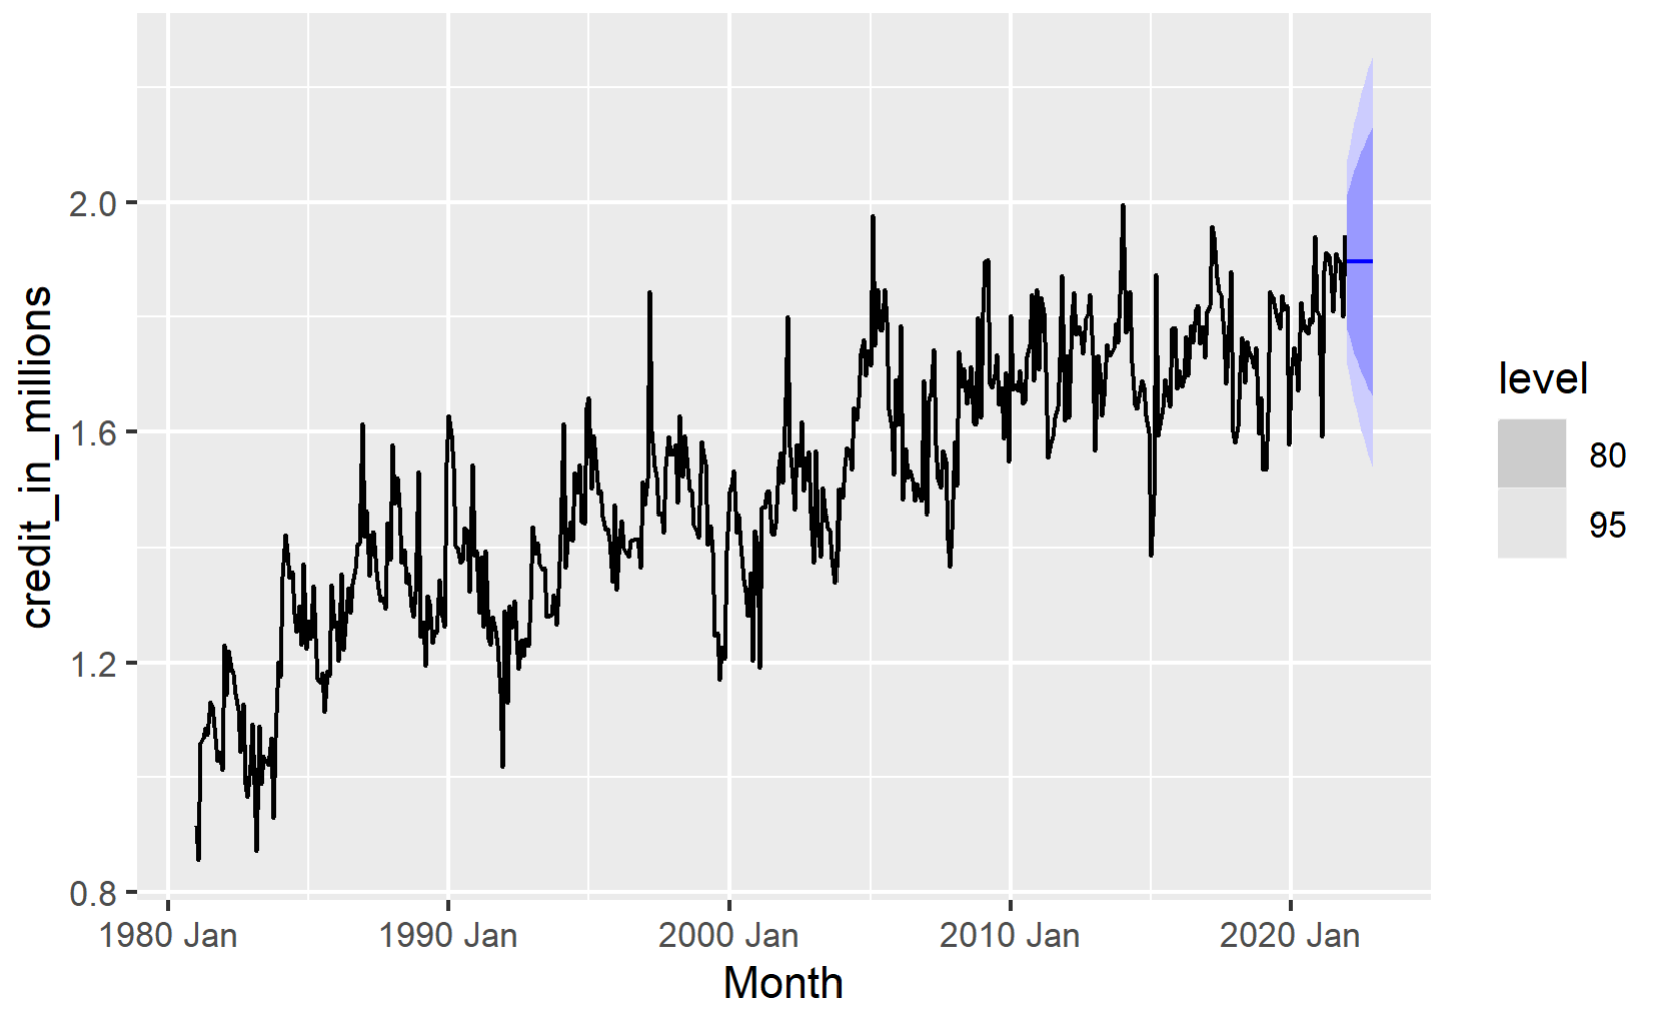 credit_in_millions
2.0
1.6
1.2
0.8
1980 Jan
1990 Jan
2000 Jan
2010 Jan
2020 Jan
Month
level
80
95